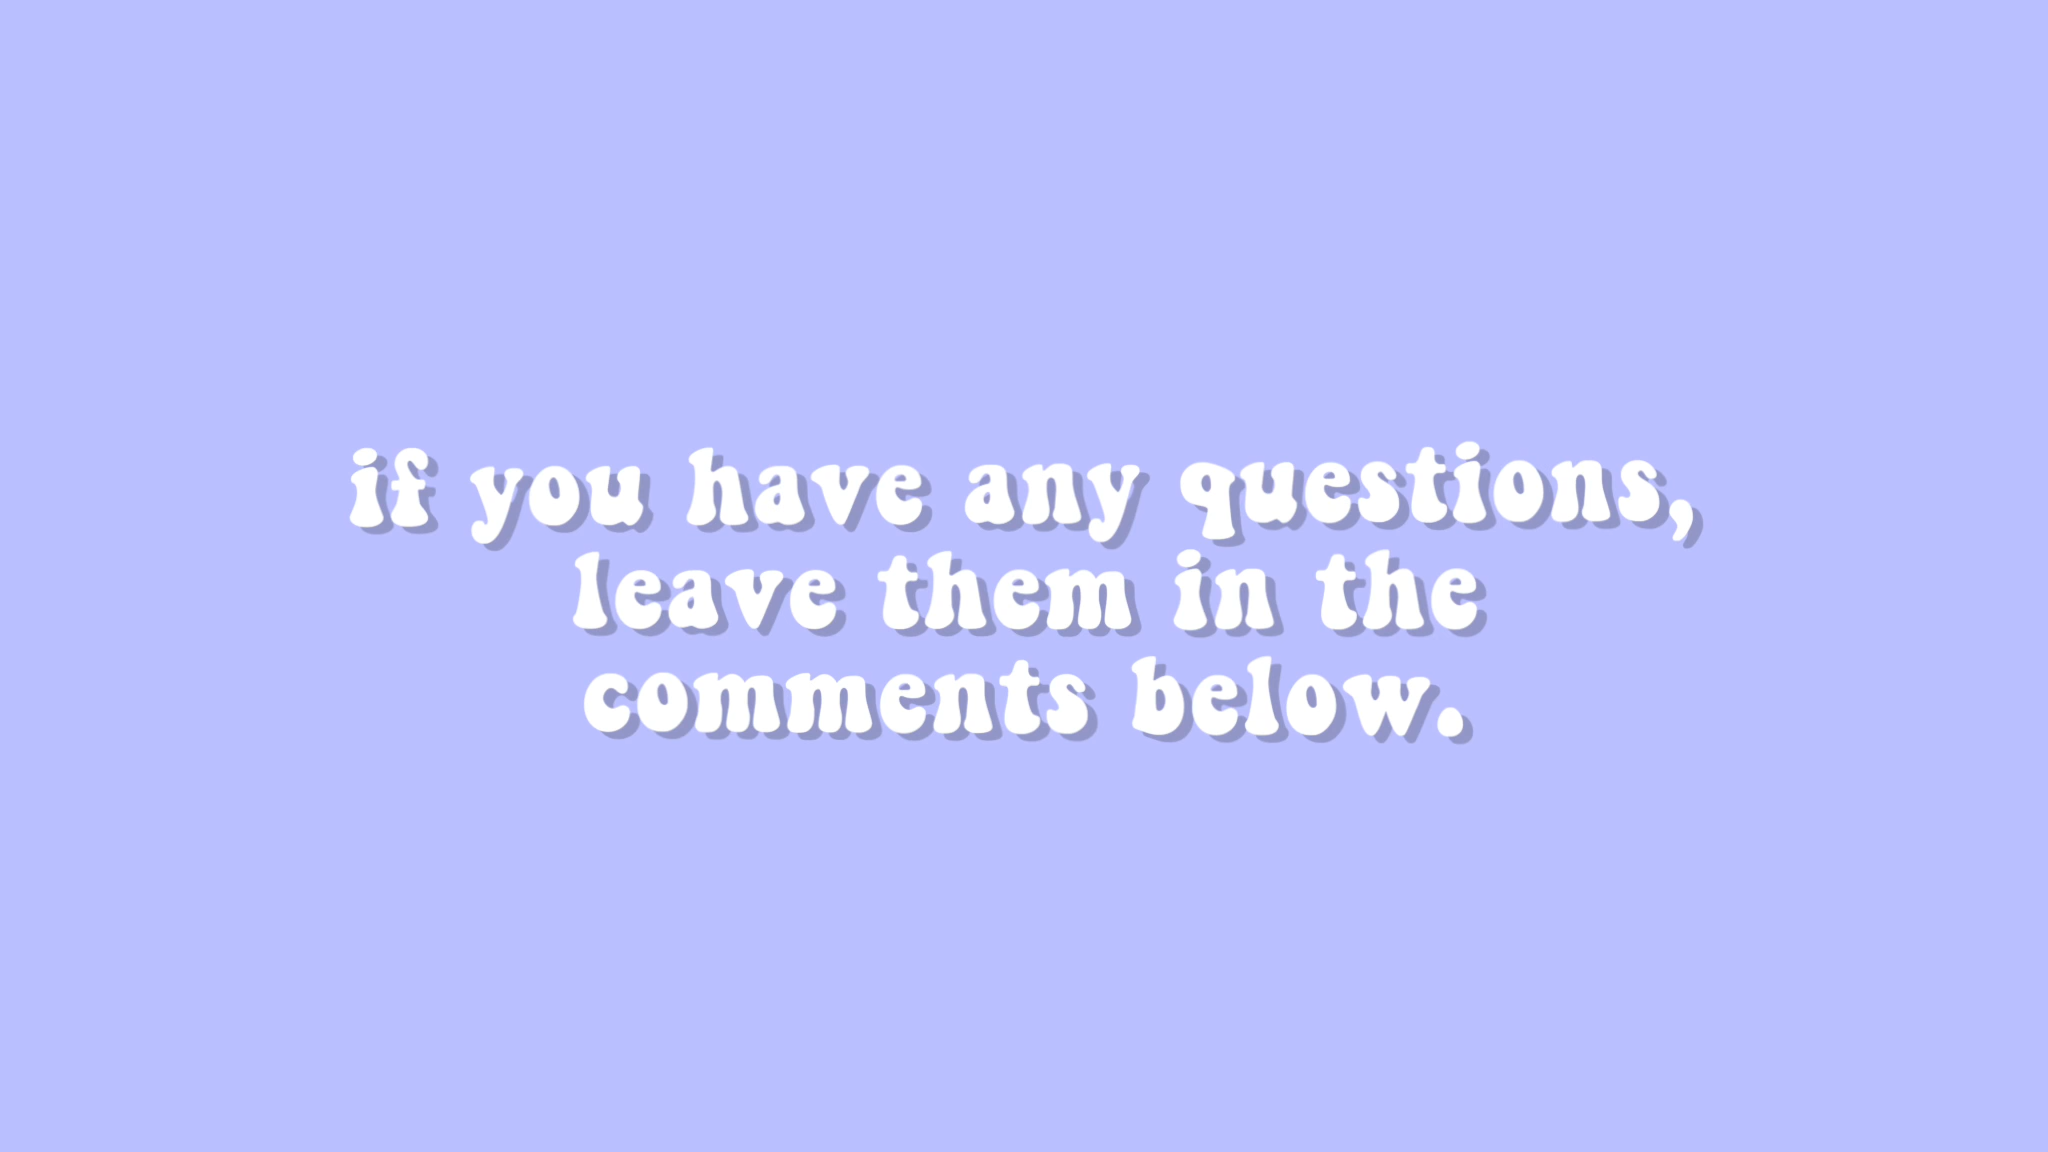 if you have any questions,
leave them in the
comments below.